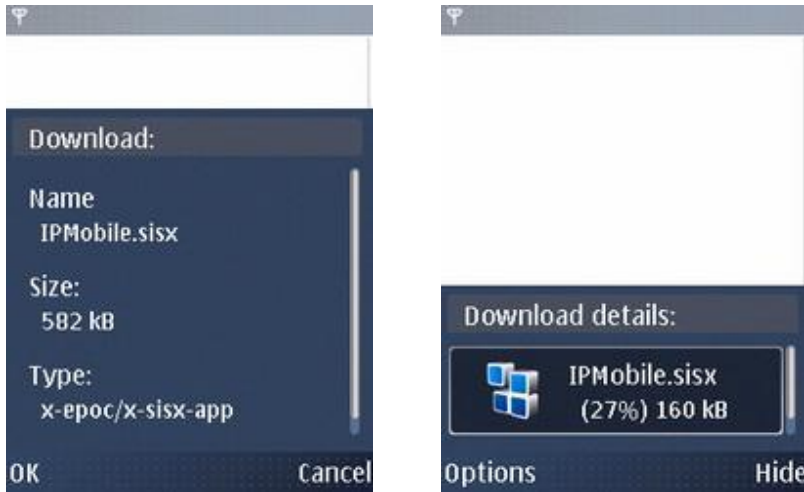 Download:
Name
IPMobile.sisx
Size:
582 kB
Type:
x-epoc/x-sisx-app
OK Cancel
Download details:
IPMobile.sisx
(27%) 160 kB
Options Hide